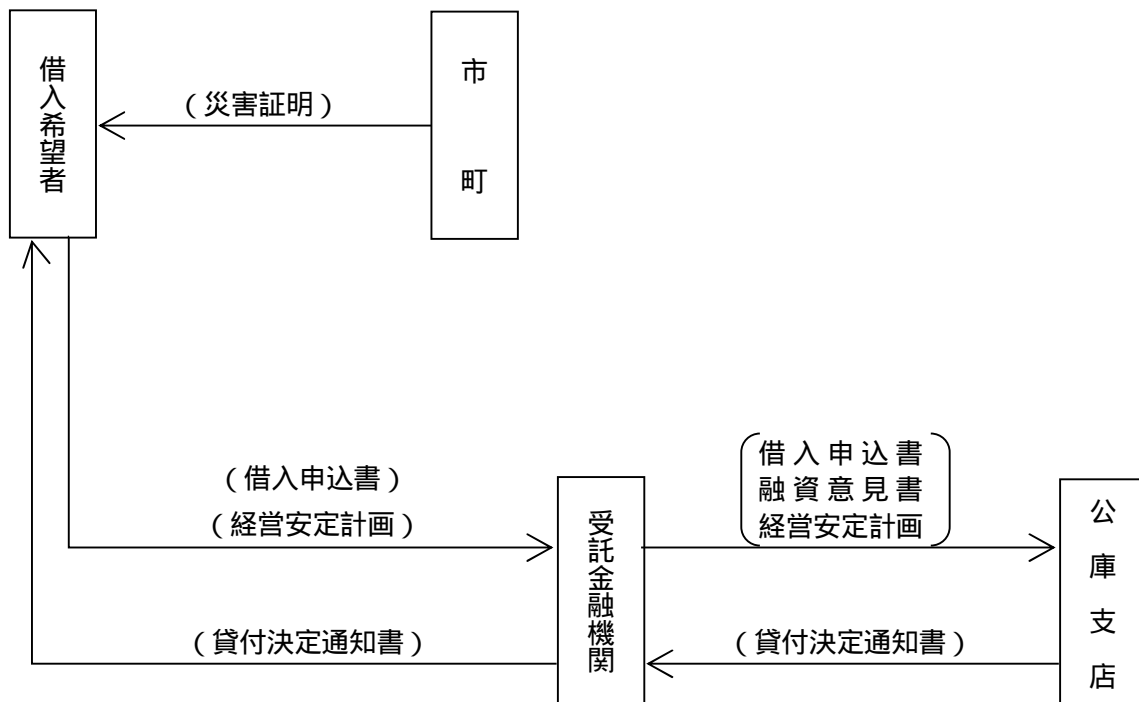 借入希望者
市町
（災害証明）
（借入申込書）
（経営安定計画）
借入申込書
融資意見書
経営安定計画
受託金融機関
公庫支店
（貸付決定通知書）
（貸付決定通知書）